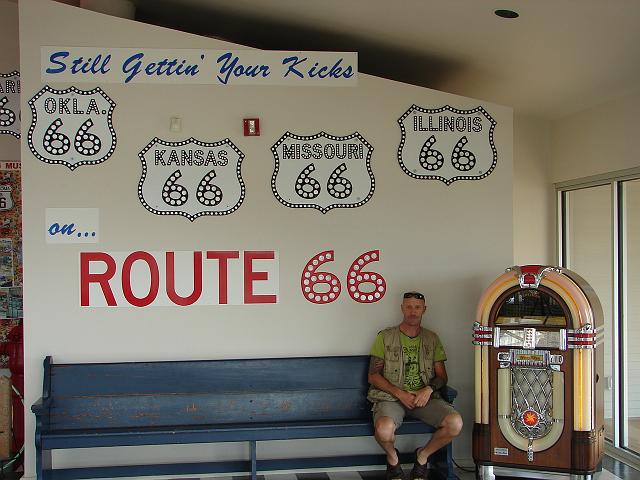 Still Gettin' Your Kicks
OKLA.
66
KANSAS
66
MISSOURI
66
ILLINOIS
66
on...
ROUTE 66